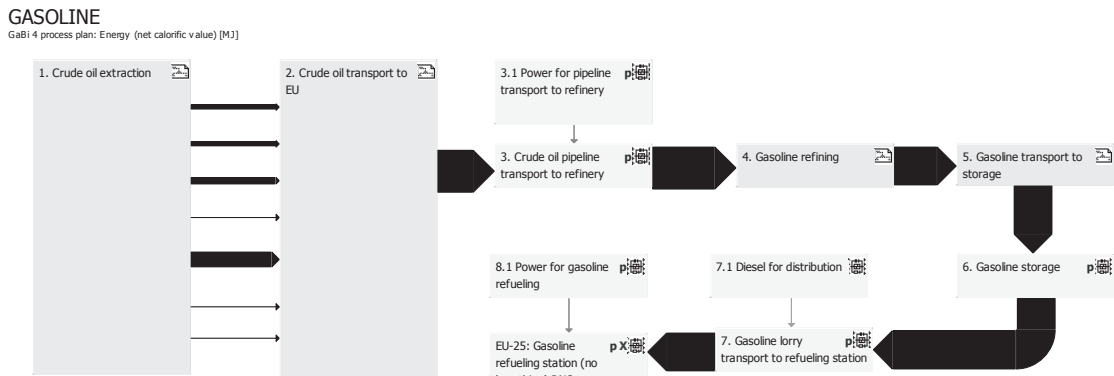 GASOLINE
GaBi 4 process plan: Energy (net calorific value) [MJ]
1. Crude oil extraction
2. Crude oil transport to
EU
3.1 Power for pipeline
transport to refinery
p
3. Crude oil pipeline
transport to refinery
p
4. Gasoline refining
5. Gasoline transport to
storage
8.1 Power for gasoline
refueling
p
7.1 Diesel for distribution
6. Gasoline storage
p
EU-25: Gasoline
refueling station (no
p X
7. Gasoline lorry
transport to refueling station
p